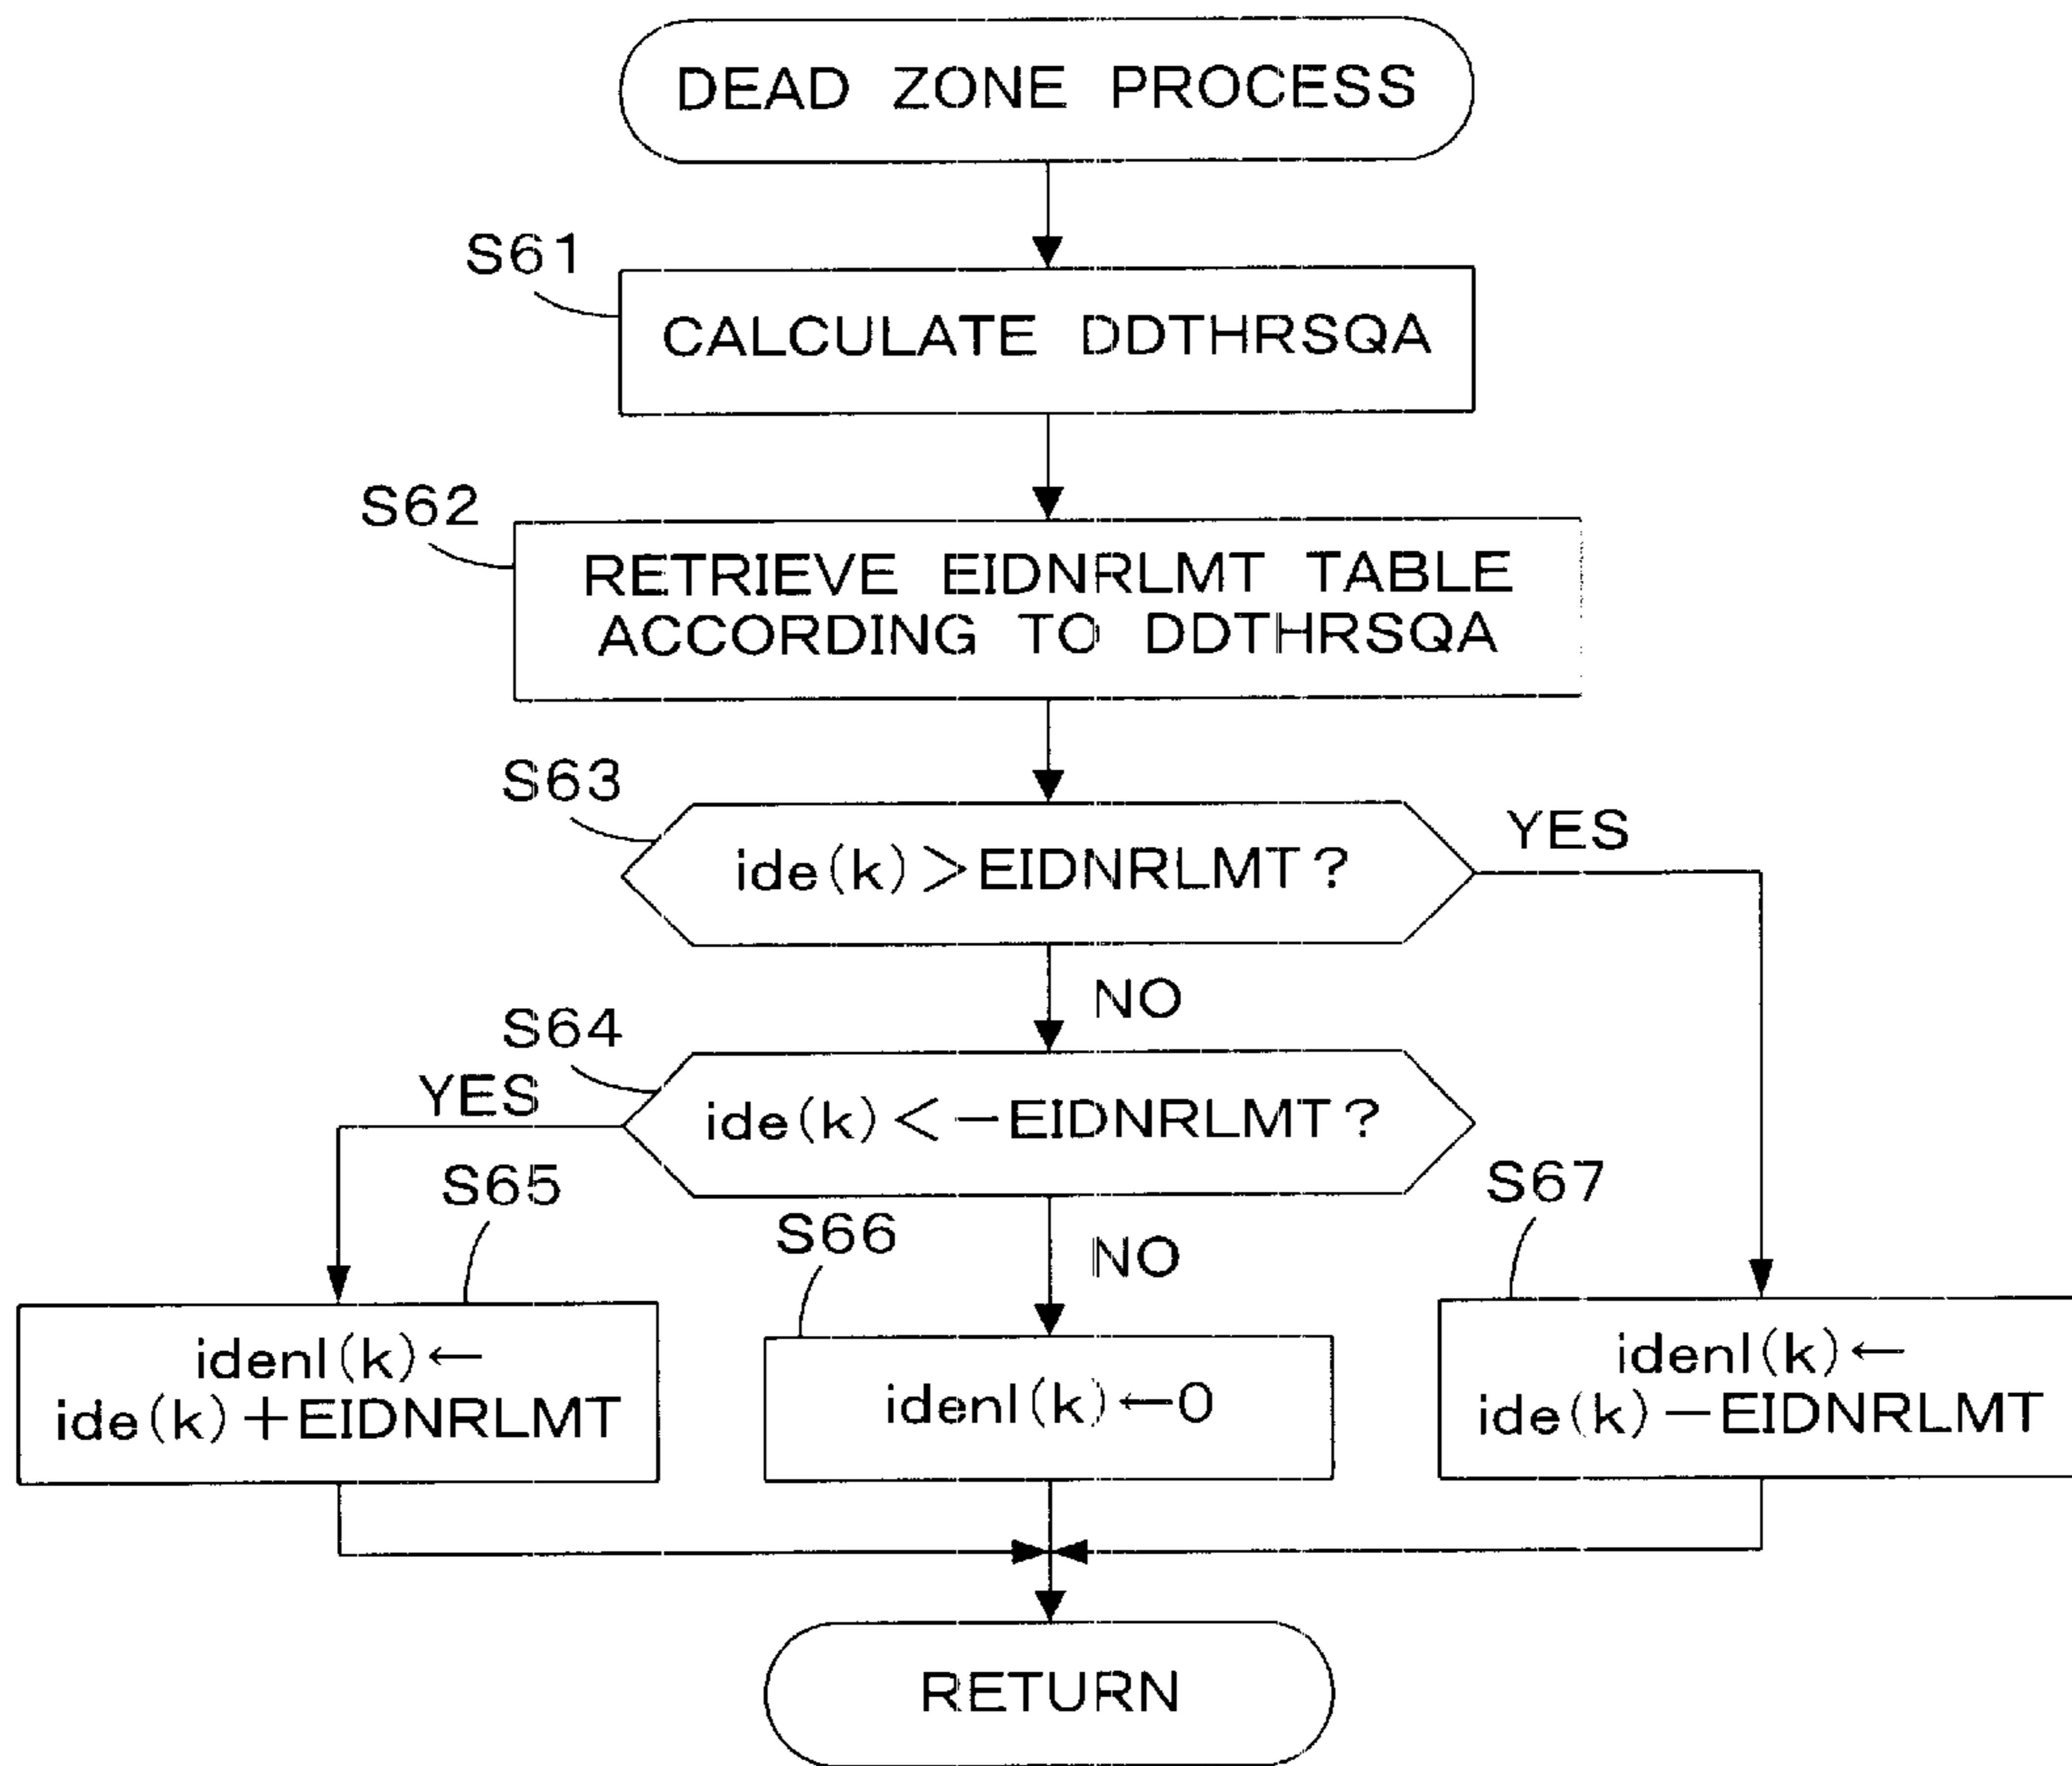 DEAD ZONE PROCESS
S61
CALCULATE DDTHRSQA
S62
RETRIEVE EIDNRLMT TABLE
ACCORDING TO DDTHRSQA
S63
ide(k)>EIDNRLMT?
YES
NO
S64
YES
ide(k)<-EIDNRLMT?
S65
S66
NO
S67
idenl(k)←
ide(k)+EIDNRLMT
idenl(k)←0
idenl(k)←
ide(k)-EIDNRLMT
RETURN